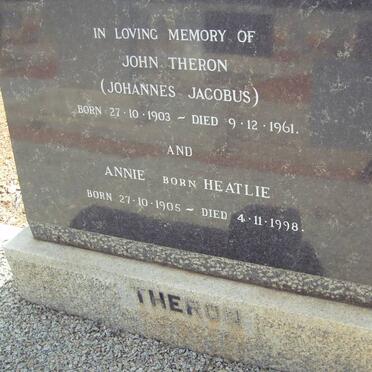 IN LOVING MEMORY OF
JOHN THERON
(JOHANNES JACOBUS)
BORN 27·10·1903 – DIED 9·12·1961.
AND
ANNIE BORN HEATLIE
BORN 27·10·1905 – DIED 4·11·1998.
THERON